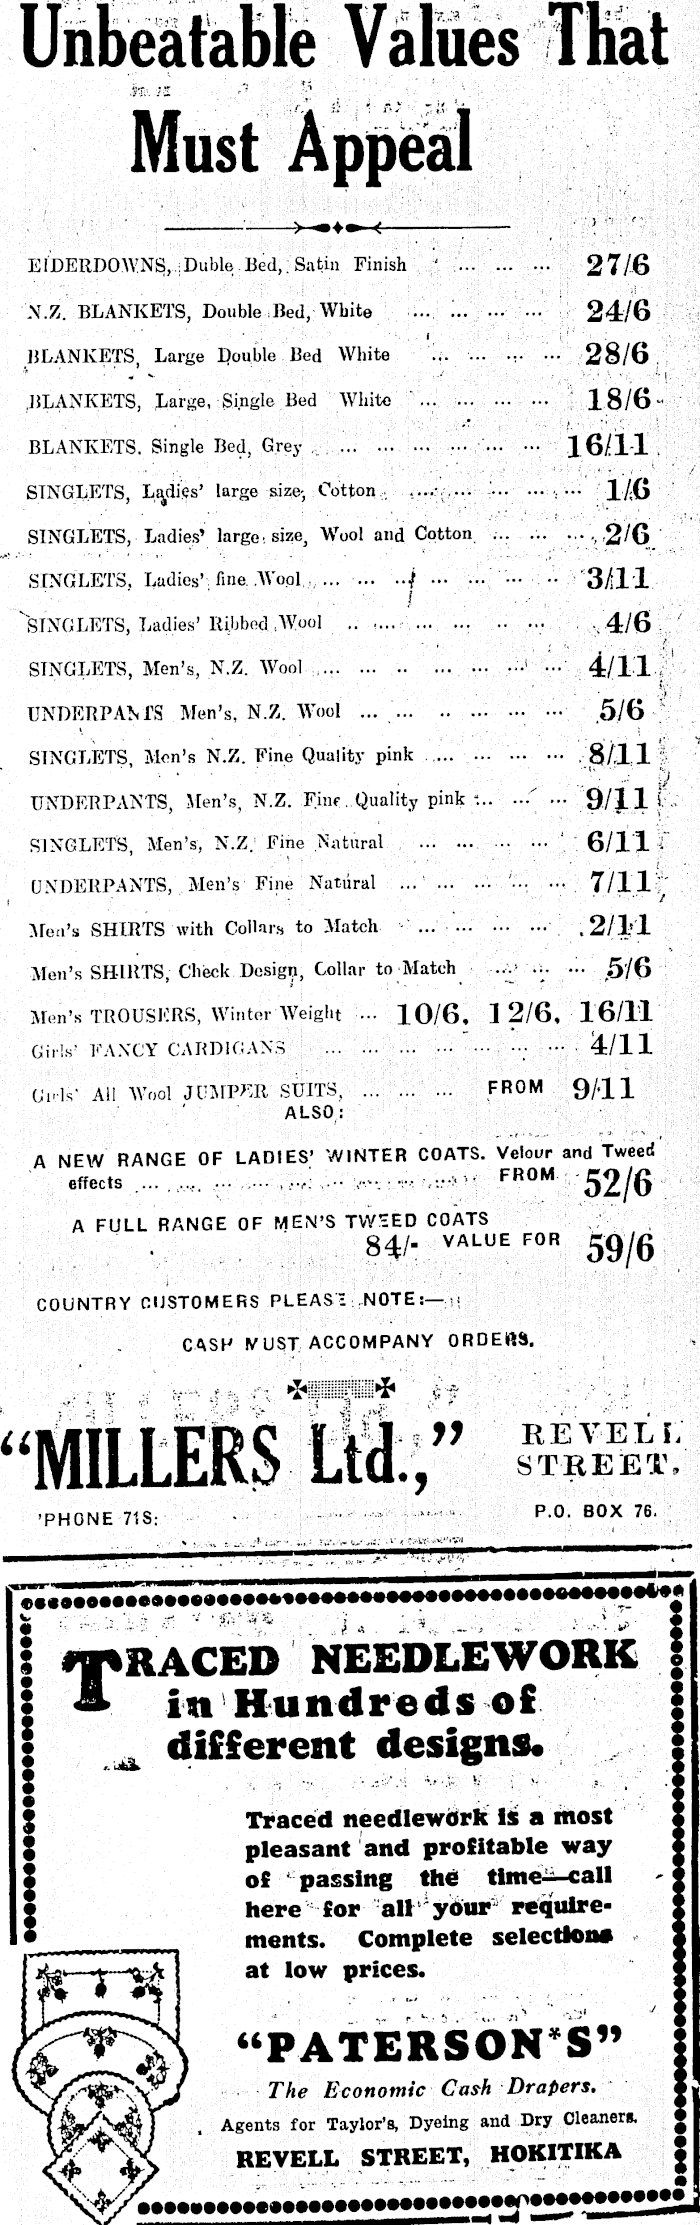 Unbeatable Values That
Must Appeal
EIDERDOWNS, Duble Bed, Satin Finish ... ... ... 27/6
N.Z. BLANKETS, Double Bed, White ... ... ... ... 24/6
BLANKETS, Large Double Bed White ... ... ... ... 28/6
BLANKETS, Large, Single Bed White ... ... ... ... 18/6
BLANKETS. Single Bed, Grey ... ... ... ... ... 16/11
SINGLETS, Ladies' large size, Cotton ... ... ... ... 1/6
SINGLETS, Ladies' large size, Wool and Cotton ... ... ... 2/6
SINGLETS, Ladies' fine Wool ... ... ... ... ... ... .. 3/11
SINGLETS, Ladies' Ribbed Wool .. ... ... ... .. ... 4/6
SINGLETS, Men's, N.Z. Wool ... ... .. ... ... ... ... 4/11
UNDERPANTS Men's, N.Z. Wool ... ... .. ... ... ... 5/6
SINGLETS, Men's N.Z. Fine Quality pink ... ... ... ... 8/11
UNDERPANTS, Men's, N.Z. Fine Quality pink ... ... ... 9/11
SINGLETS, Men's, N.Z. Fine Natural ... ... ... ... 6/11
UNDERPANTS, Men's Fine Natural ... ... ... ... ... 7/11
Men's SHIRTS with Collars to Match ... ... ... ... 2/11
Men's SHIRTS, Check Design, Collar to Match ... ... ... 5/6
Men's TROUSERS, Winter Weight ... 10/6, 12/6, 16/11
Girls' FANCY CARDIGANS ... ... ... ... ... ... ... 4/11
Girls' All Wool JUMPER SUITS, ... ... ... FROM 9/11
ALSO:
A NEW RANGE OF LADIES' WINTER COATS. Velour and Tweed
effects ... ... ... ... ... ... ... ... ... FROM 52/6
A FULL RANGE OF MEN'S TWEED COATS
84/- VALUE FOR 59/6
COUNTRY CUSTOMERS PLEASE NOTE:—
CASH MUST ACCOMPANY ORDERS.
"MILLERS Ltd.," REVELL
STREET.
'PHONE 71S: P.O. BOX 76.
TRACED NEEDLEWORK
in Hundreds of
different designs.
Traced needlework is a most
pleasant and profitable way
of passing the time—call
here for all your require-
ments. Complete selections
at low prices.
"PATERSON*S"
The Economic Cash Drapers.
Agents for Taylor's, Dyeing and Dry Cleaners.
REVELL STREET, HOKITIKA